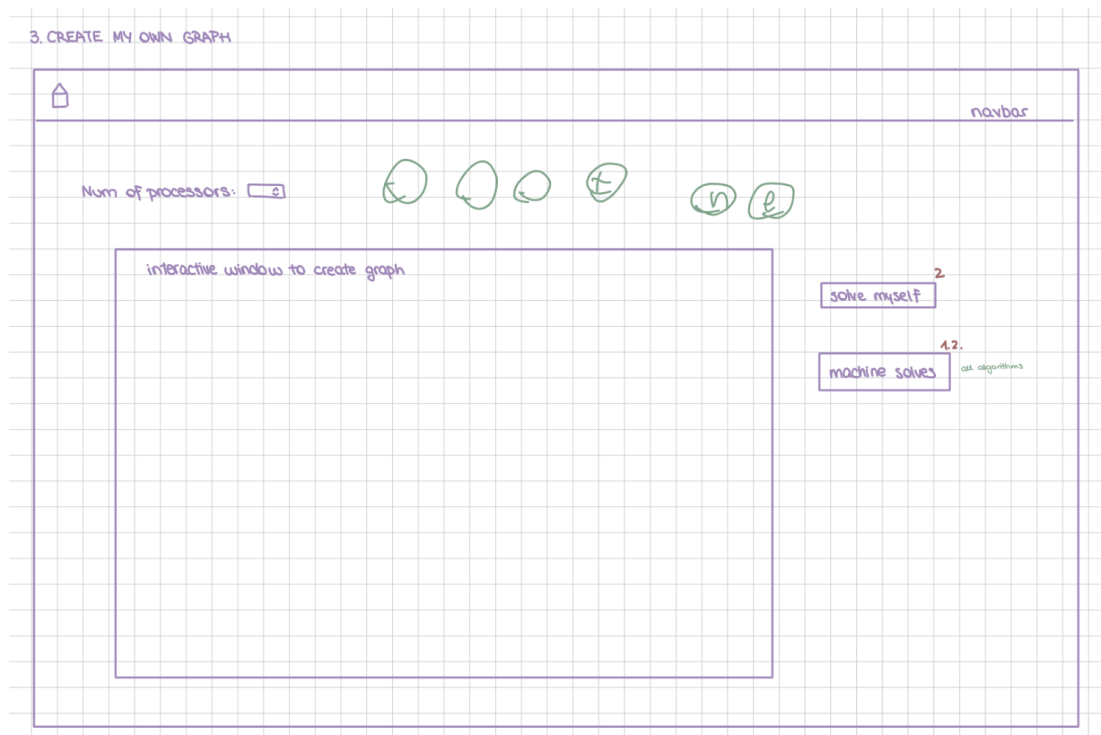 3. CREATE MY OWN GRAPH
navbar
Num of processors:
t
n e
interactive window to create graph
2
solve myself
1.2.
machine solves
all algorithms